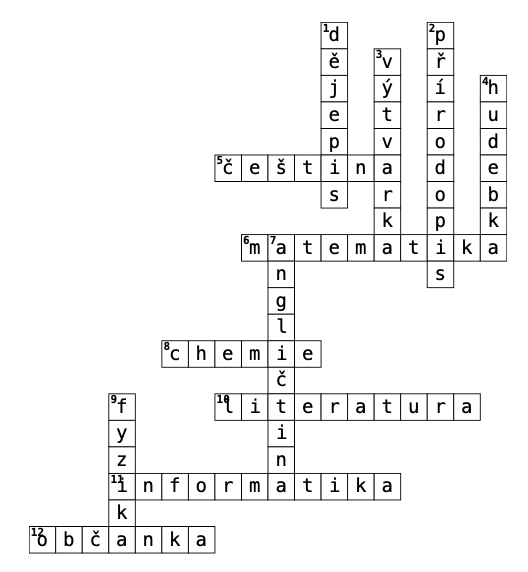 1 dějepis
2 přírodopis
3 výtvarka
4 hudebka
5 čeština
6 matematika
7 angličtina
8 chemie
9 fyzika
10 literatura
11 informatika
12 občanka